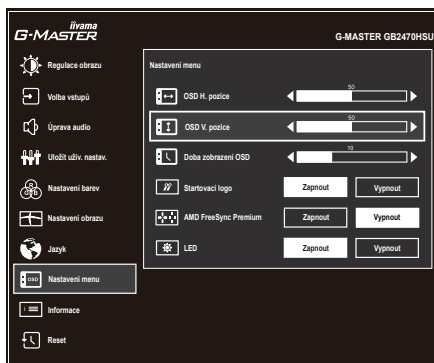 iiyama
G-MASTER
G-MASTER GB2470HSU
Regulace obrazu
Volba vstupů
Úprava audio
Uložit uživ. nastav.
Nastavení barev
Nastavení obrazu
Jazyk
Nastavení menu
Informace
Reset
Nastavení menu
OSD H. pozice
50
OSD V. pozice
50
Doba zobrazení OSD
10
Startovací logo
Zapnout
Vypnout
AMD FreeSync Premium
Zapnout
Vypnout
LED
Zapnout
Vypnout
R
G
B
OSD
i